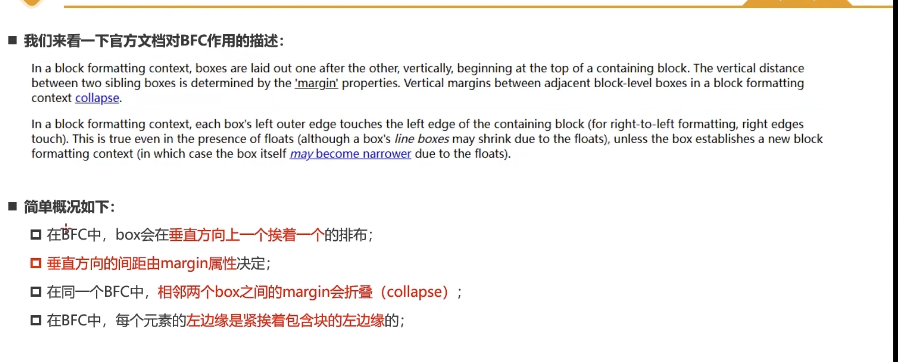 我们来看一下官方文档对BFC作用的描述：
In a block formatting context, boxes are laid out one after the other, vertically, beginning at the top of a containing block. The vertical distance
between two sibling boxes is determined by the 'margin' properties. Vertical margins between adjacent block-level boxes in a block formatting
context collapse.
In a block formatting context, each box's left outer edge touches the left edge of the containing block (for right-to-left formatting, right edges
touch). This is true even in the presence of floats (although a box's line boxes may shrink due to the floats), unless the box establishes a new block
formatting context (in which case the box itself may become narrower due to the floats).
简单概况如下：
在BFC中，box会在垂直方向上一个挨着一个的排布；
垂直方向的间距由margin属性决定；
在同一个BFC中，相邻两个box之间的margin会折叠（collapse）；
在BFC中，每个元素的左边缘是紧挨着包含块的左边缘的；